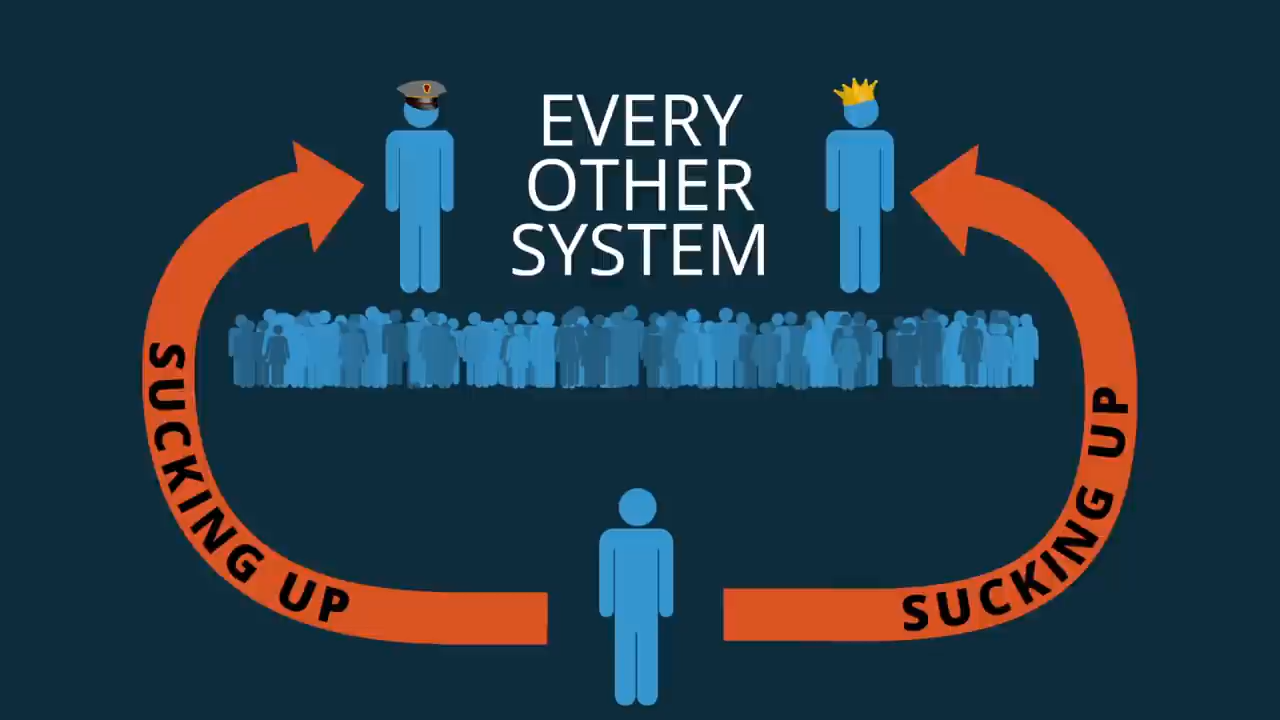 EVERY
OTHER
SYSTEM
SUCKING UP
SUCKING UP